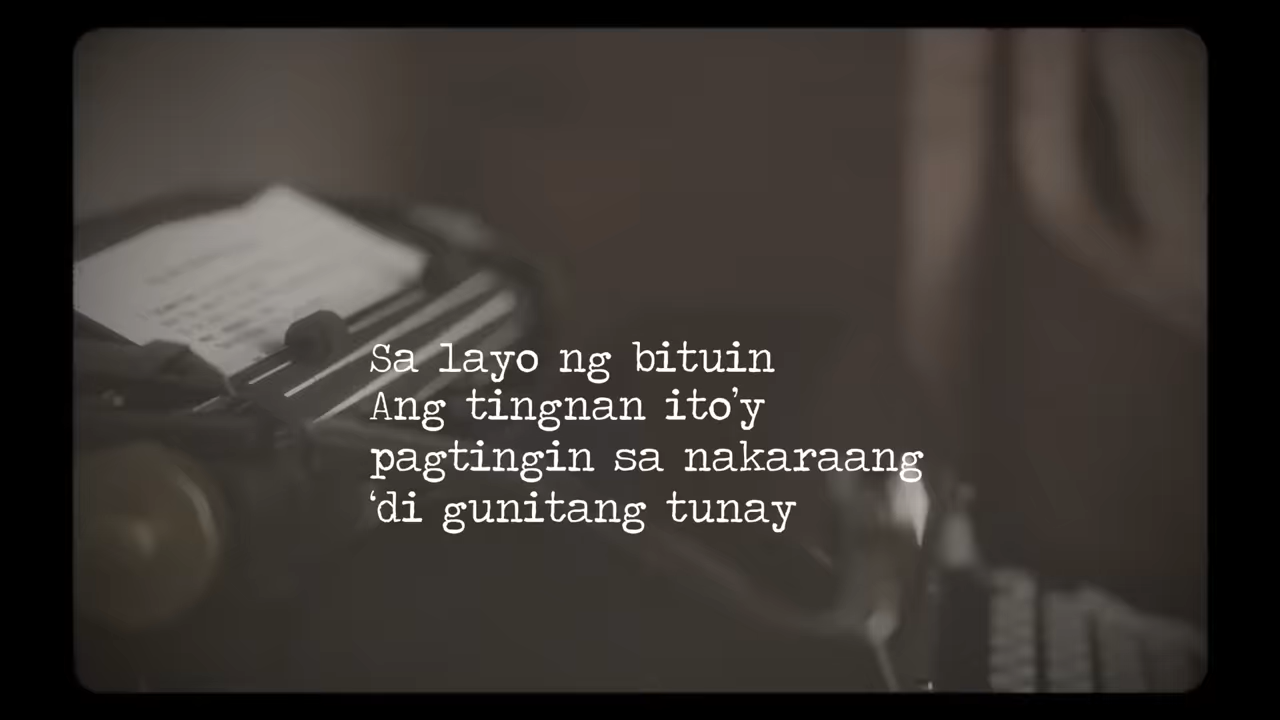 Sa layo ng bituin
Ang tingnan ito’y
pagtingin sa nakaraang
‘di gunitang tunay